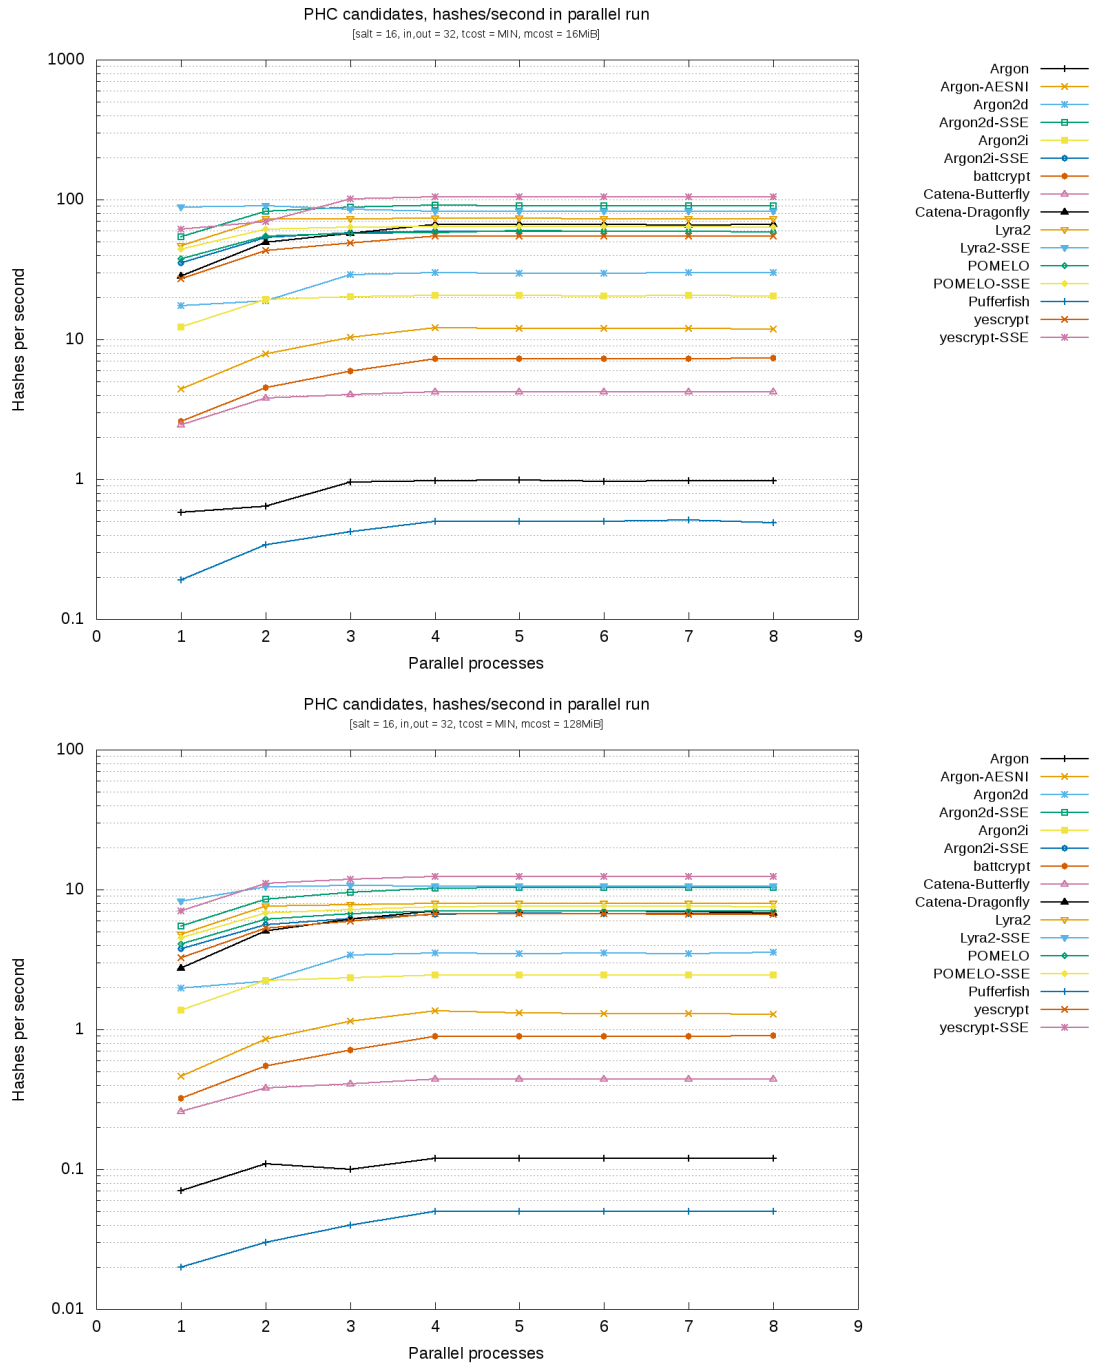 PHC candidates, hashes/second in parallel run
[salt = 16, in,out = 32, tcost = MIN, mcost = 16MiB]
1000
100
10
1
0.1
Hashes per second
0 1 2 3 4 5 6 7 8 9
Parallel processes
Argon
Argon-AESNI
Argon2d
Argon2d-SSE
Argon2i
Argon2i-SSE
battcrypt
Catena-Butterfly
Catena-Dragonfly
Lyra2
Lyra2-SSE
POMELO
POMELO-SSE
Pufferfish
yescrypt
yescrypt-SSE
PHC candidates, hashes/second in parallel run
[salt = 16, in,out = 32, tcost = MIN, mcost = 128MiB]
100
10
1
0.1
0.01
Hashes per second
0 1 2 3 4 5 6 7 8 9
Parallel processes
Argon
Argon-AESNI
Argon2d
Argon2d-SSE
Argon2i
Argon2i-SSE
battcrypt
Catena-Butterfly
Catena-Dragonfly
Lyra2
Lyra2-SSE
POMELO
POMELO-SSE
Pufferfish
yescrypt
yescrypt-SSE